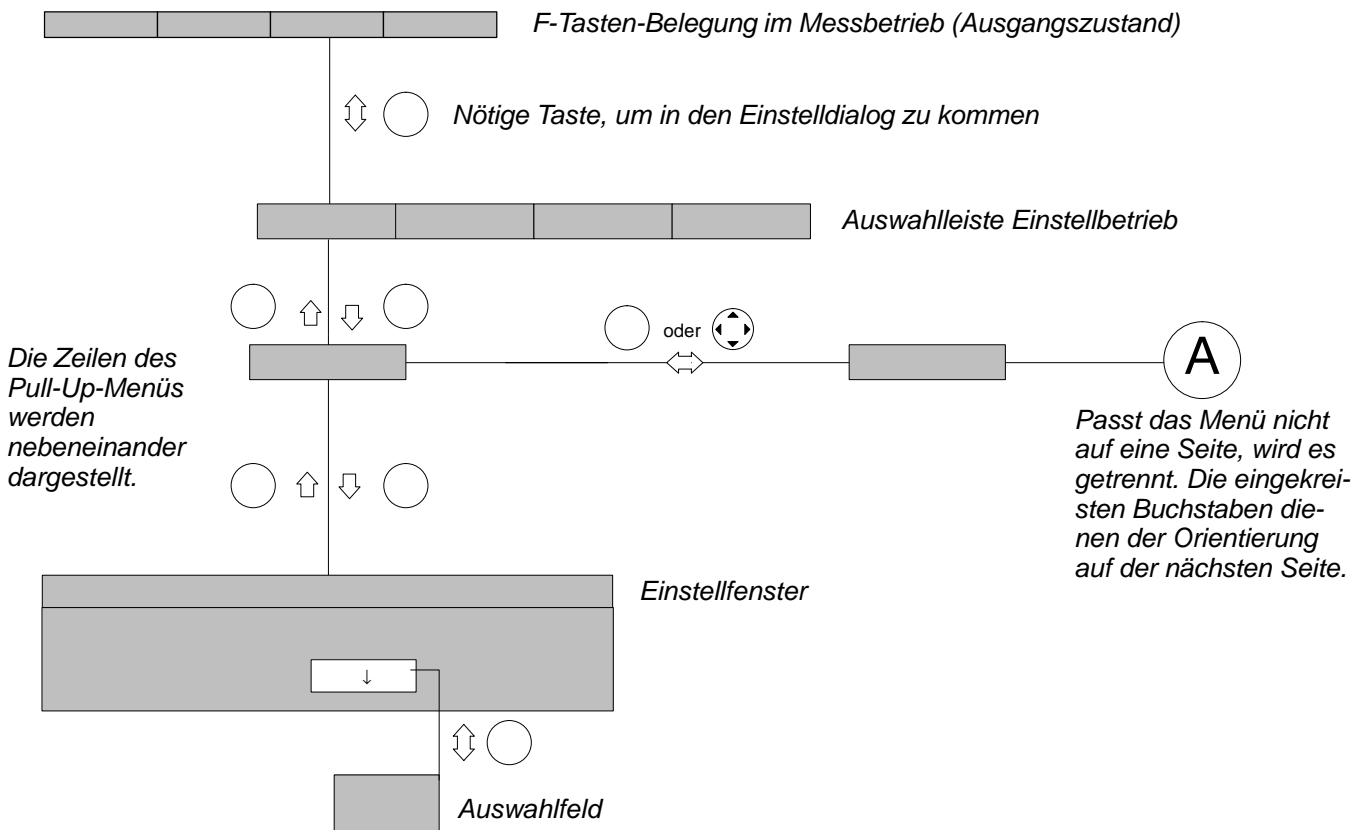 F-Tasten-Belegung im Messbetrieb (Ausgangszustand)
Nötige Taste, um in den Einstelldialog zu kommen
Auswahlleiste Einstellbetrieb
oder
Die Zeilen des
Pull-Up-Menüs
werden
nebeneinander
dargestellt.
A
Passt das Menü nicht
auf eine Seite, wird es
getrennt. Die eingekrei-
sten Buchstaben die-
nen der Orientierung
auf der nächsten Seite.
Einstellfenster
↓
Auswahlfeld